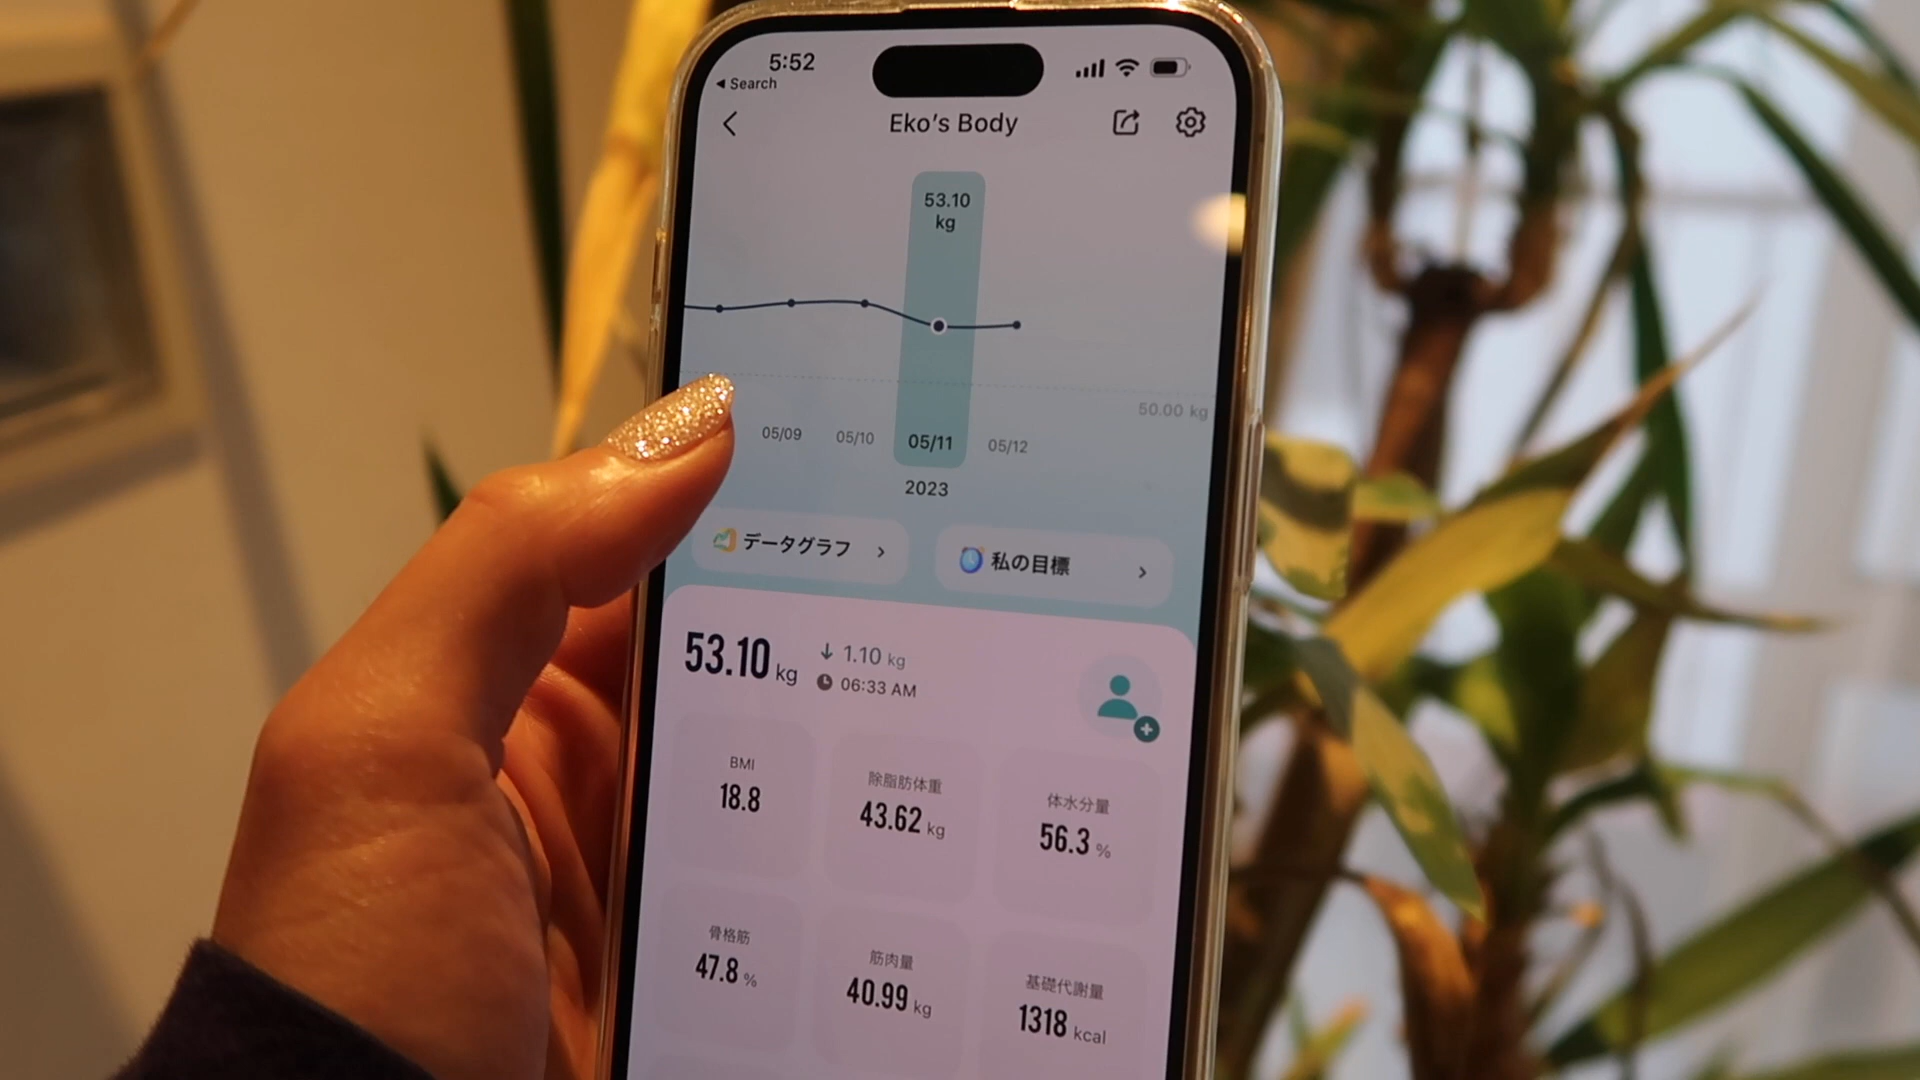 5:52
◀ Search
Eko's Body
53.10
kg
50.00 kg
05/09 05/10 05/11 05/12
2023
データグラフ
私の目標
53.10 kg
↓ 1.10 kg
06:33 AM
BMI
18.8
除脂肪体重
43.62 kg
体水分量
56.3 %
骨格筋
47.8 %
筋肉量
40.99 kg
基礎代謝量
1318 kcal